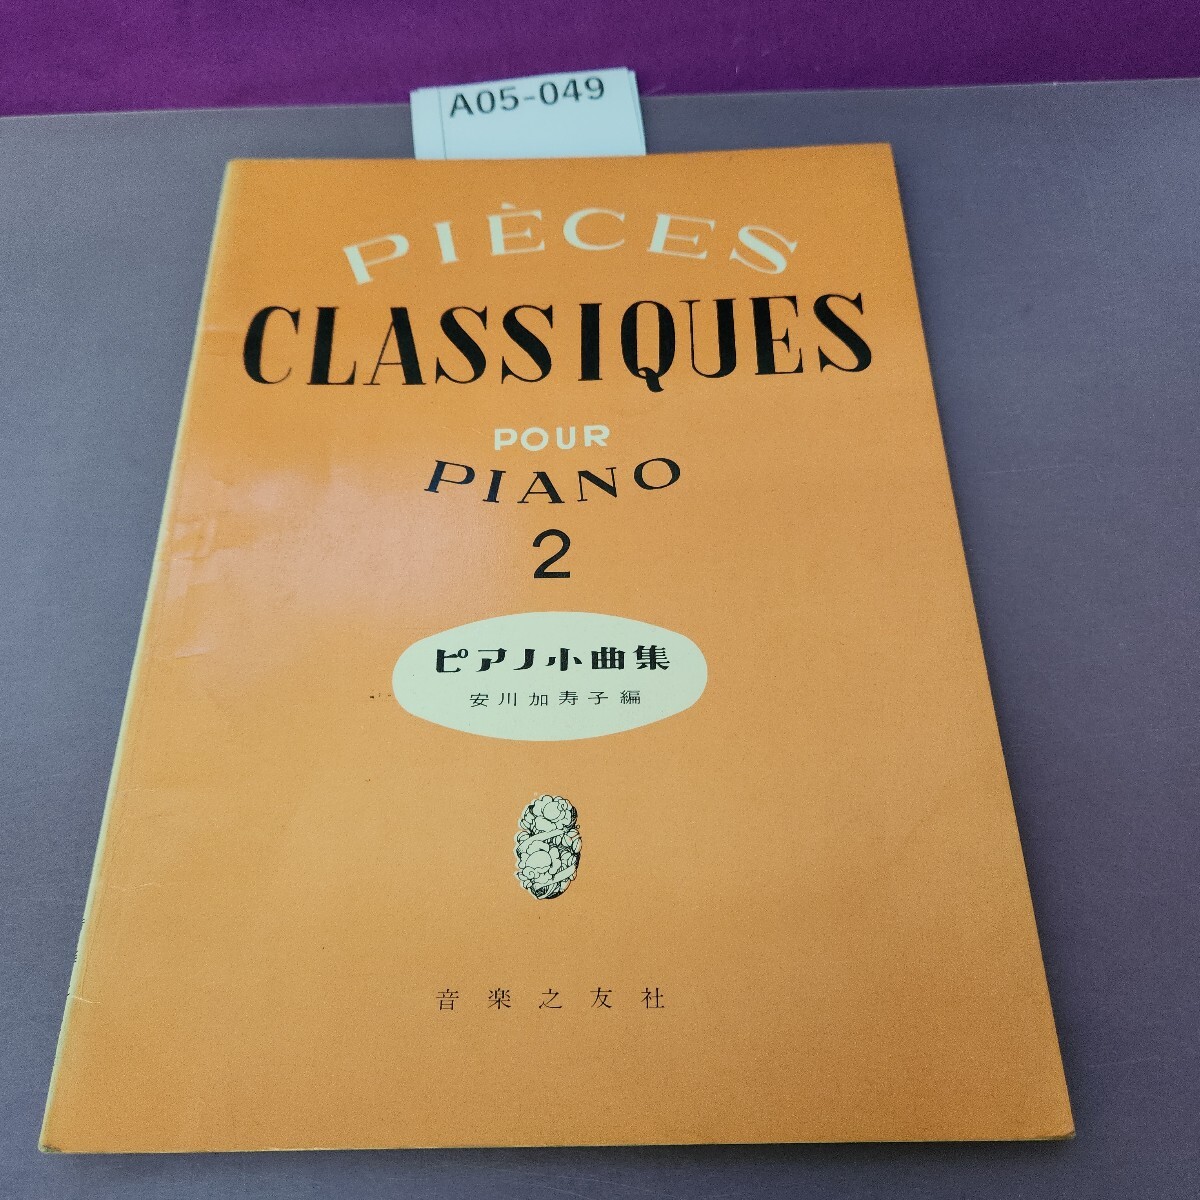 A05-049
PIÈCES
CLASSIQUES
POUR
PIANO
2
ピアノ小曲集
安川加寿子編
音楽之友社